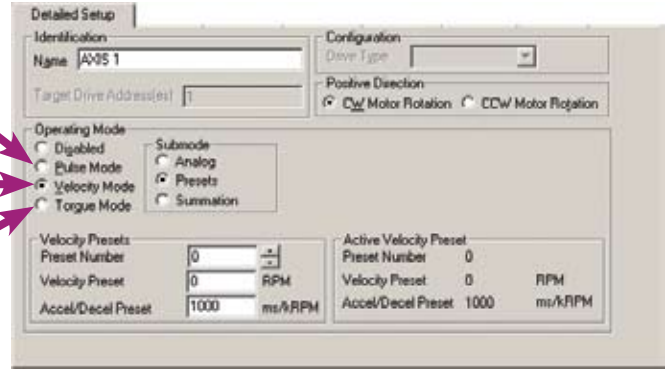 Detailed Setup
Identification
Name AXIS 1
Target Drive Address(es) 1
Configuration
Drive Type
Positive Direction
CW Motor Rotation CCW Motor Rotation
Operating Mode
Disabled
Pulse Mode
Velocity Mode
Torque Mode
Submode
Analog
Presets
Summation
Velocity Presets
Preset Number 0
Velocity Preset 0 RPM
Accel/Decel Preset 1000 ms/kRPM
Active Velocity Preset
Preset Number 0
Velocity Preset 0 RPM
Accel/Decel Preset 1000 ms/kRPM